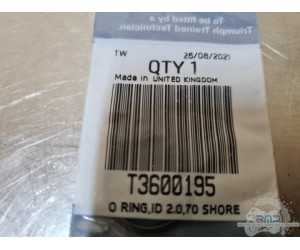 To be fitted by a
Triumph Trained Technician.
TW 26/08/2021
QTY 1
Made in UNITED KINGDOM
T3600195
O RING,ID 2.0,70 SHORE